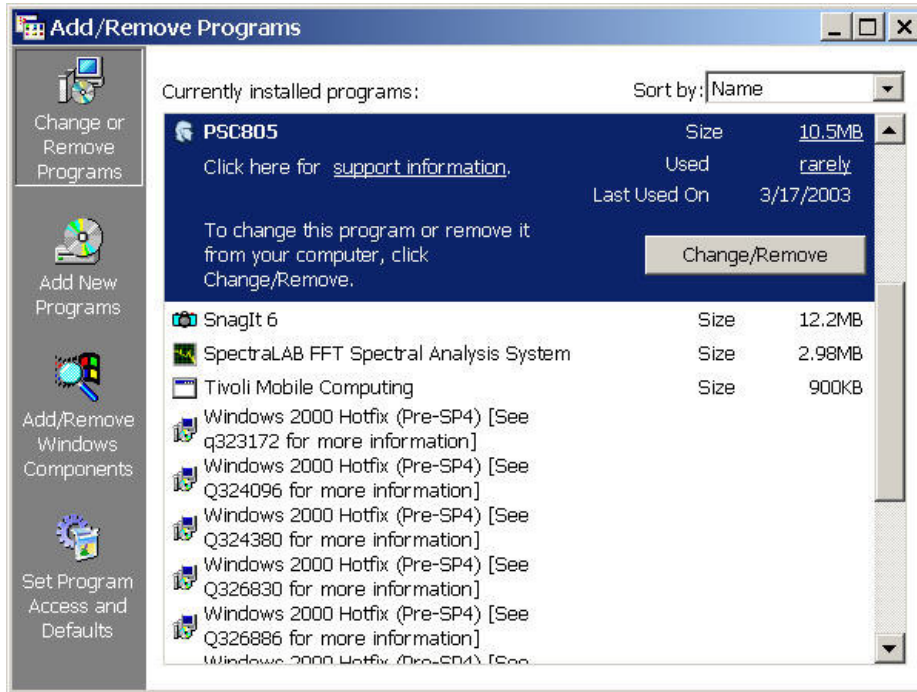 Add/Remove Programs
Change or
Remove
Programs
Add New
Programs
Add/Remove
Windows
Components
Set Program
Access and
Defaults
Currently installed programs:
Sort by: Name
PSC805 Size 10.5MB
Click here for support information. Used rarely
Last Used On 3/17/2003
To change this program or remove it
from your computer, click
Change/Remove.
Change/Remove
SnagIt 6 Size 12.2MB
SpectraLAB FFT Spectral Analysis System Size 2.98MB
Tivoli Mobile Computing Size 900KB
Windows 2000 Hotfix (Pre-SP4) [See
q323172 for more information]
Windows 2000 Hotfix (Pre-SP4) [See
Q324096 for more information]
Windows 2000 Hotfix (Pre-SP4) [See
Q324380 for more information]
Windows 2000 Hotfix (Pre-SP4) [See
Q326830 for more information]
Windows 2000 Hotfix (Pre-SP4) [See
Q326886 for more information]
Windows 2000 Hotfix (Pre-SP4) [See